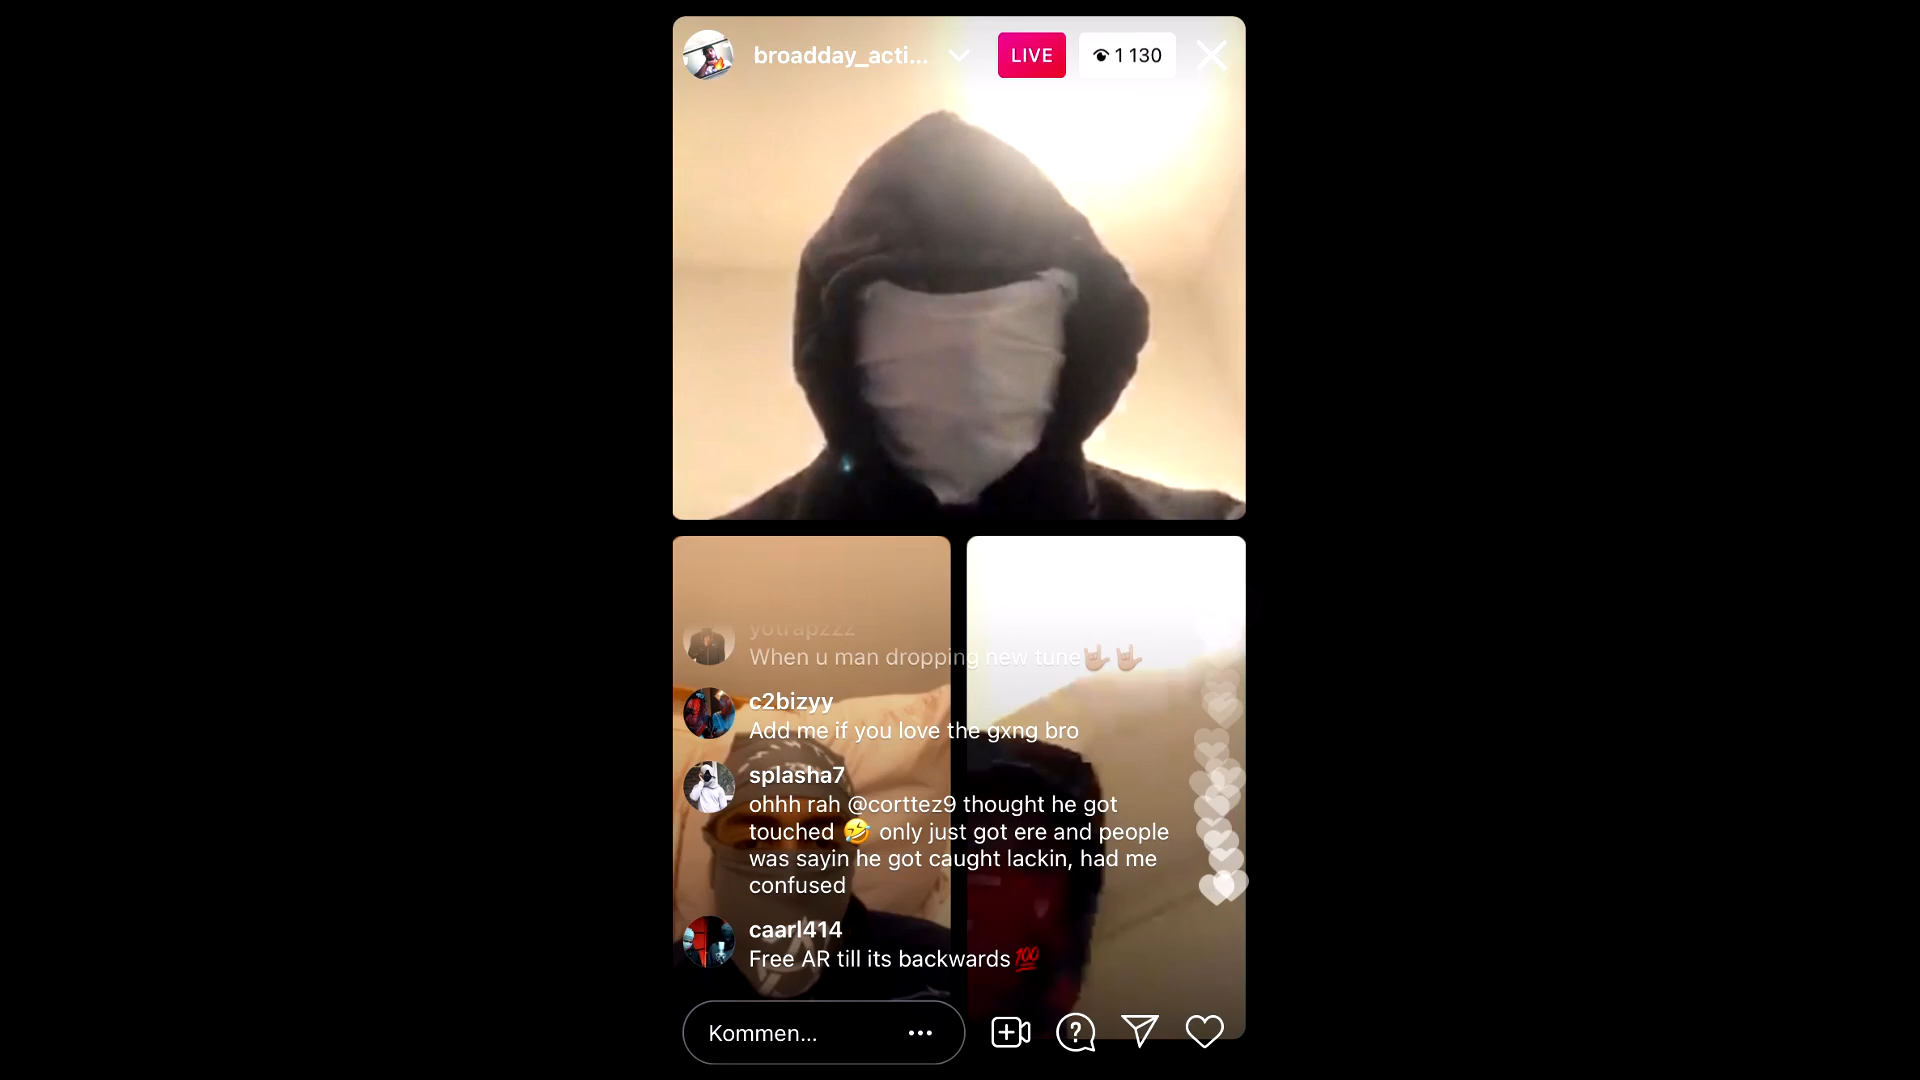 broadday_acti...
LIVE
1 130
yotrapzzz
When u man dropping new tune🤟🏼🤟🏼
c2bizyy
Add me if you love the gxng bro
splasha7
ohhh rah @corttez9 thought he got
touched 🤣 only just got ere and people
was sayin he got caught lackin, had me
confused
caarl414
Free AR till its backwards💯
Kommen...